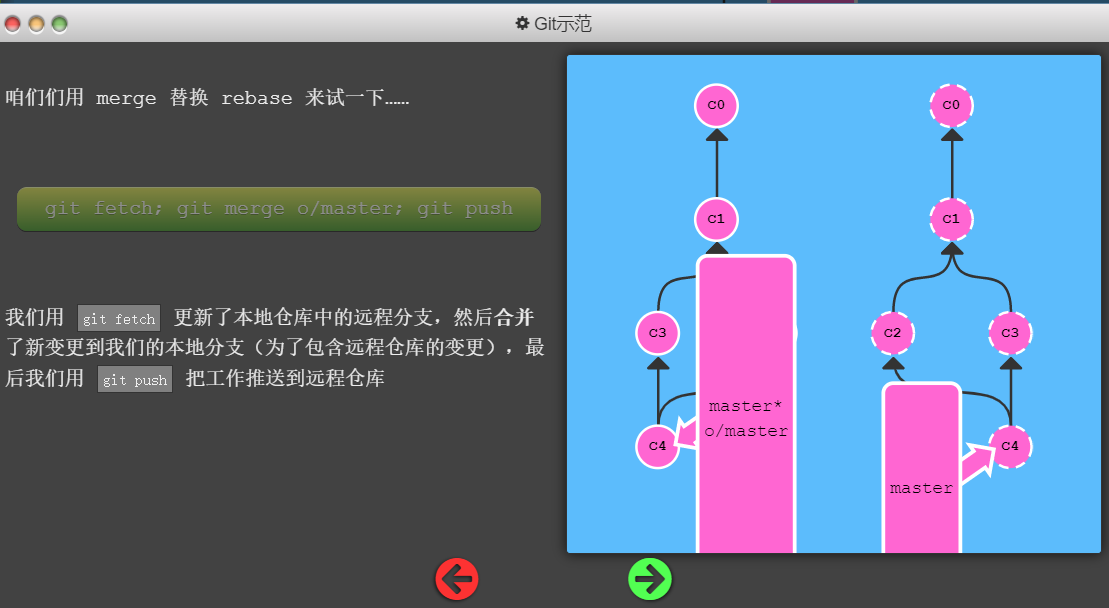 Git示范
咱们们用 merge 替换 rebase 来试一下……
git fetch; git merge o/master; git push
我们用 git fetch 更新了本地仓库中的远程分支，然后合并
了新变更到我们的本地分支（为了包含远程仓库的变更），最
后我们用 git push 把工作推送到远程仓库
C0
C0
C1
C1
C3
C2
C3
master*
o/master
C4
C4
master